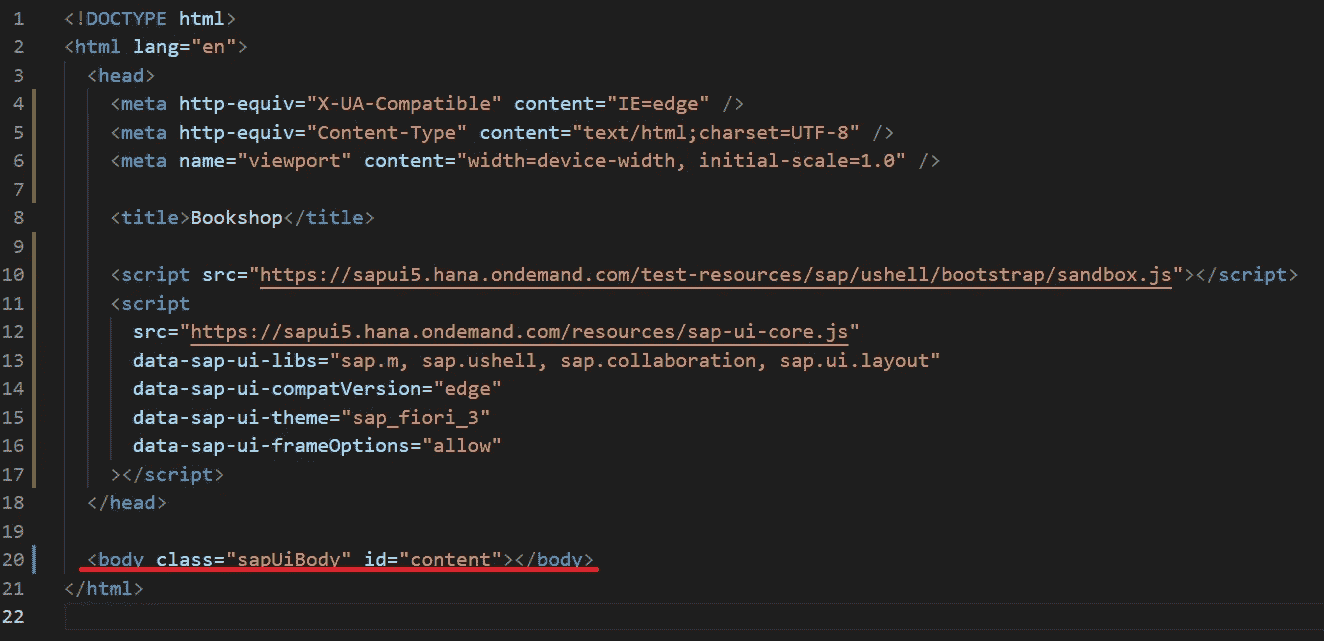 1 <!DOCTYPE html>
2 <html lang="en">
3 <head>
4 <meta http-equiv="X-UA-Compatible" content="IE=edge" />
5 <meta http-equiv="Content-Type" content="text/html;charset=UTF-8" />
6 <meta name="viewport" content="width=device-width, initial-scale=1.0" />
7
8 <title>Bookshop</title>
9
10 <script src="https://sapui5.hana.ondemand.com/test-resources/sap/ushell/bootstrap/sandbox.js"></script>
11 <script
12 src="https://sapui5.hana.ondemand.com/resources/sap-ui-core.js"
13 data-sap-ui-libs="sap.m, sap.ushell, sap.collaboration, sap.ui.layout"
14 data-sap-ui-compatVersion="edge"
15 data-sap-ui-theme="sap_fiori_3"
16 data-sap-ui-frameOptions="allow"
17 ></script>
18 </head>
19
20 <body class="sapUiBody" id="content"></body>
21 </html>
22